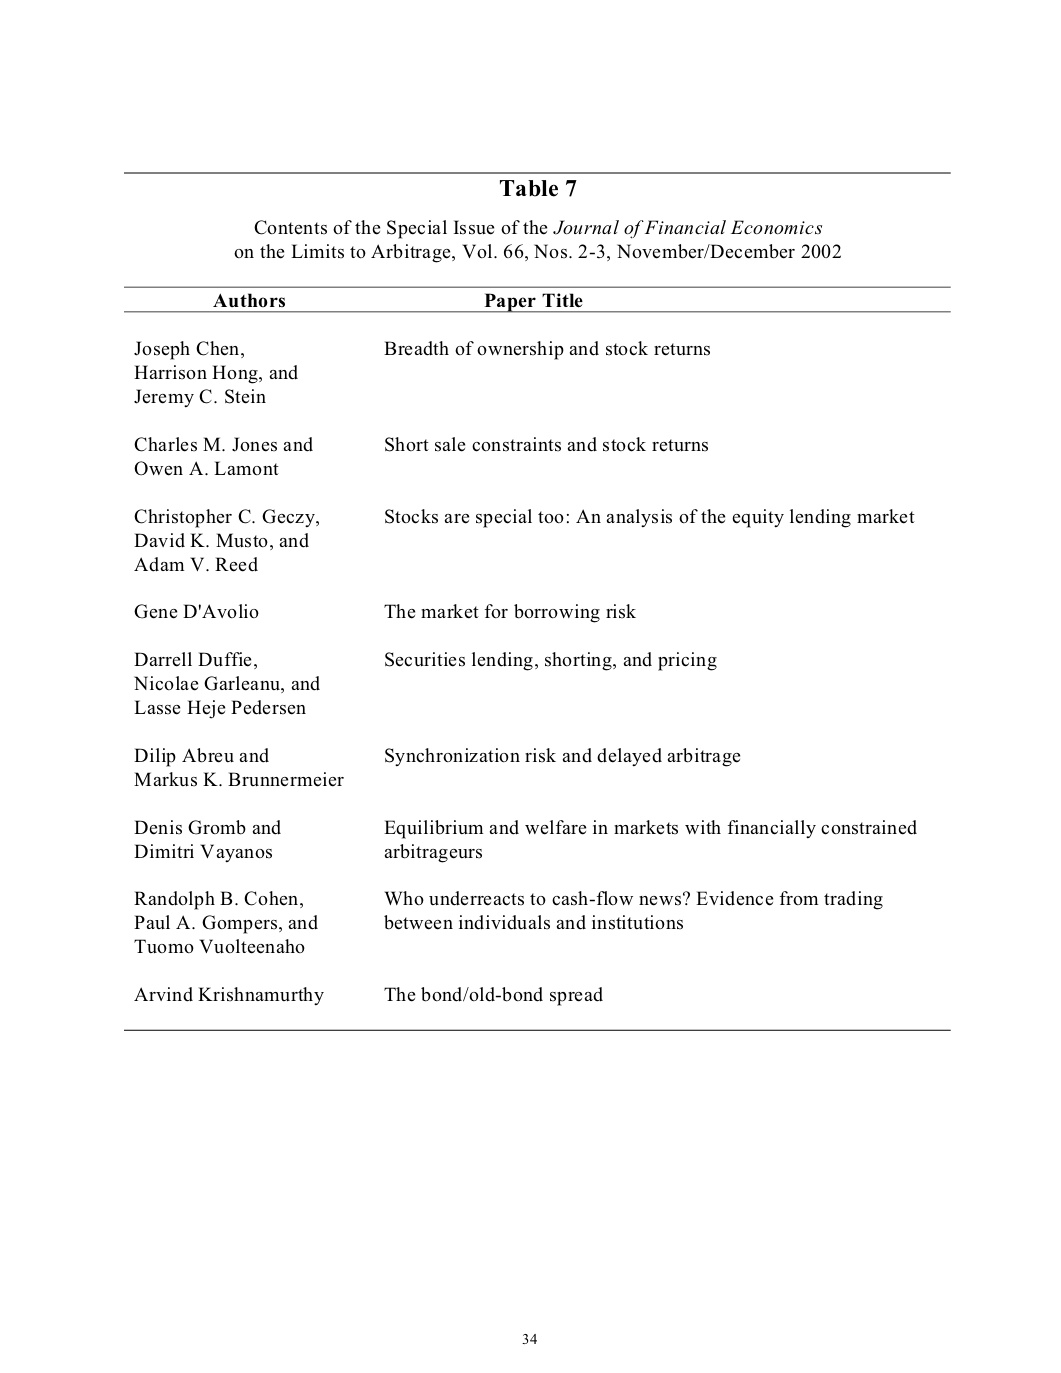 Table 7
Contents of the Special Issue of the Journal of Financial Economics
on the Limits to Arbitrage, Vol. 66, Nos. 2-3, November/December 2002
Authors Paper Title
Joseph Chen, Breadth of ownership and stock returns
Harrison Hong, and
Jeremy C. Stein
Charles M. Jones and Short sale constraints and stock returns
Owen A. Lamont
Christopher C. Geczy, Stocks are special too: An analysis of the equity lending market
David K. Musto, and
Adam V. Reed
Gene D'Avolio The market for borrowing risk
Darrell Duffie, Securities lending, shorting, and pricing
Nicolae Garleanu, and
Lasse Heje Pedersen
Dilip Abreu and Synchronization risk and delayed arbitrage
Markus K. Brunnermeier
Denis Gromb and Equilibrium and welfare in markets with financially constrained
Dimitri Vayanos arbitrageurs
Randolph B. Cohen, Who underreacts to cash-flow news? Evidence from trading
Paul A. Gompers, and between individuals and institutions
Tuomo Vuolteenaho
Arvind Krishnamurthy The bond/old-bond spread
34